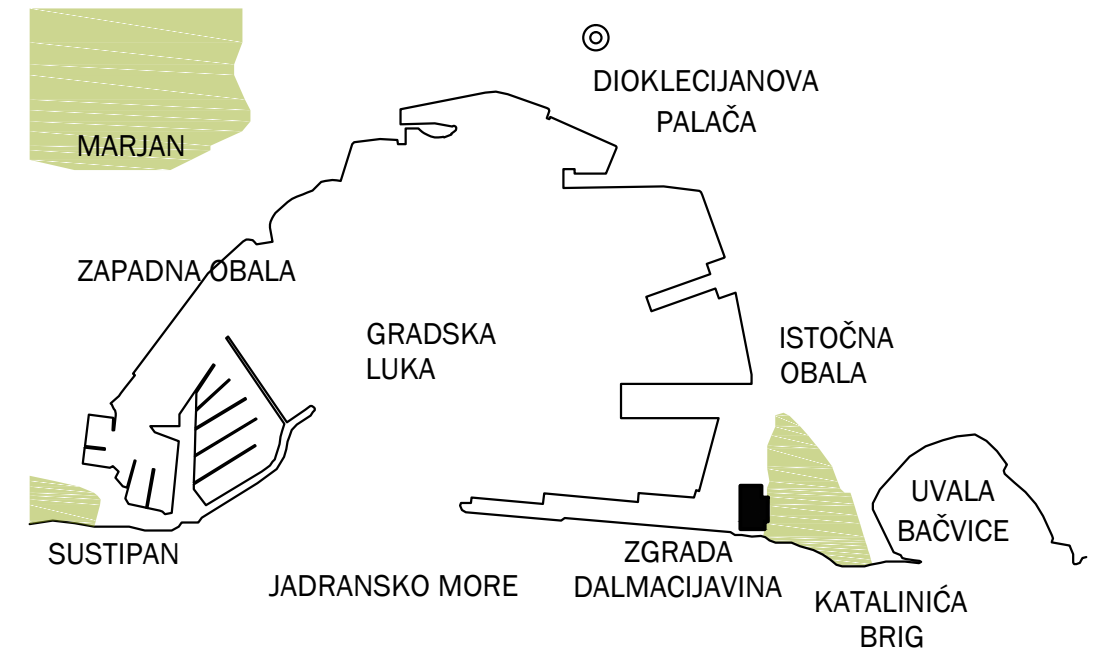 DIOKLECIJANOVA
PALAČA
MARJAN
ZAPADNA OBALA
GRADSKA
LUKA
ISTOČNA
OBALA
UVALA
BAČVICE
SUSTIPAN
JADRANSKO MORE
ZGRADA
DALMACIJAVINA
KATALINIĆA
BRIG